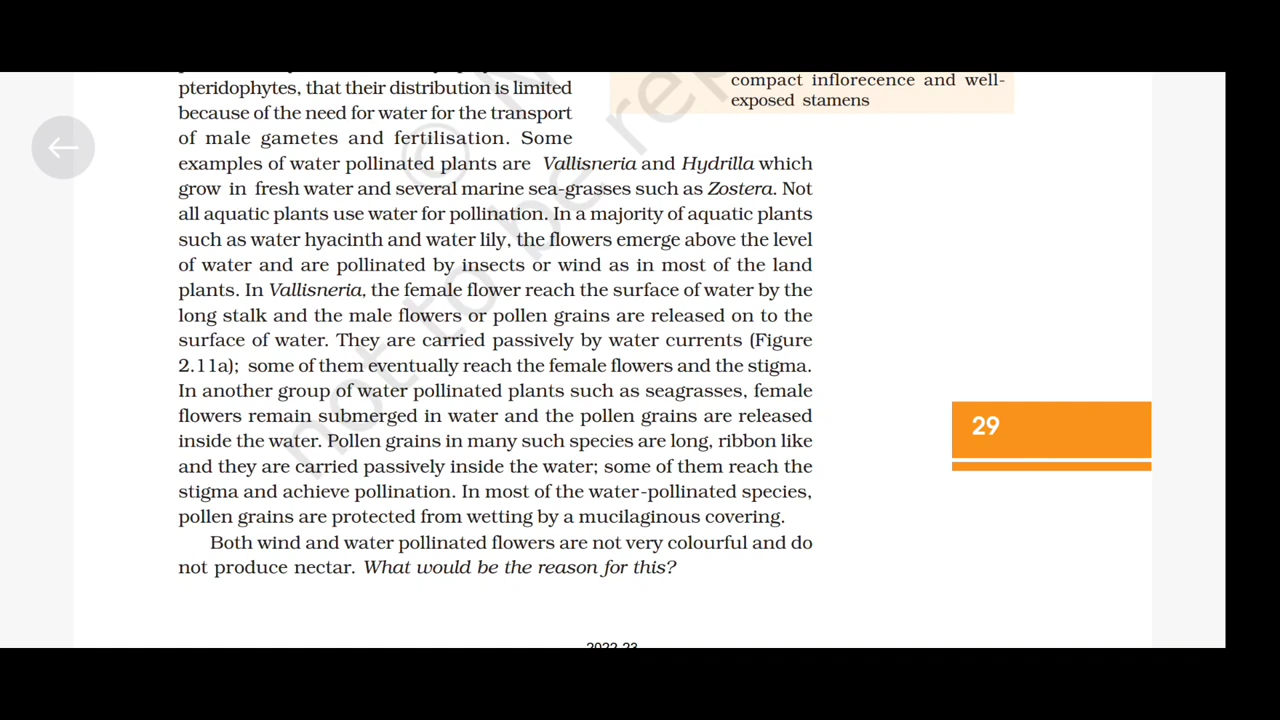 pteridophytes, that their distribution is limited
because of the need for water for the transport
of male gametes and fertilisation. Some
examples of water pollinated plants are Vallisneria and Hydrilla which
grow in fresh water and several marine sea-grasses such as Zostera. Not
all aquatic plants use water for pollination. In a majority of aquatic plants
such as water hyacinth and water lily, the flowers emerge above the level
of water and are pollinated by insects or wind as in most of the land
plants. In Vallisneria, the female flower reach the surface of water by the
long stalk and the male flowers or pollen grains are released on to the
surface of water. They are carried passively by water currents (Figure
2.11a); some of them eventually reach the female flowers and the stigma.
In another group of water pollinated plants such as seagrasses, female
flowers remain submerged in water and the pollen grains are released
inside the water. Pollen grains in many such species are long, ribbon like
and they are carried passively inside the water; some of them reach the
stigma and achieve pollination. In most of the water-pollinated species,
pollen grains are protected from wetting by a mucilaginous covering.
Both wind and water pollinated flowers are not very colourful and do
not produce nectar. What would be the reason for this?
compact inflorecence and well-
exposed stamens
29
2022-23
© N
not to be rep